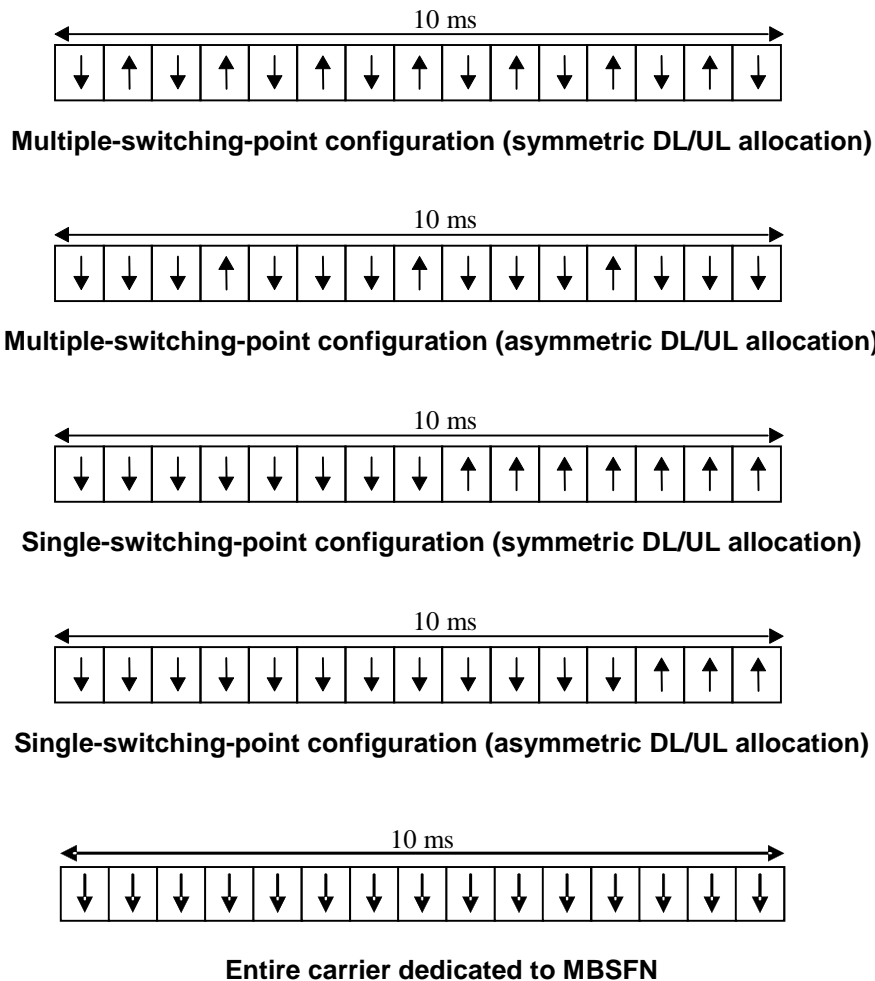 10 ms
Multiple-switching-point configuration (symmetric DL/UL allocation)
10 ms
Multiple-switching-point configuration (asymmetric DL/UL allocation)
10 ms
Single-switching-point configuration (symmetric DL/UL allocation)
10 ms
Single-switching-point configuration (asymmetric DL/UL allocation)
10 ms
Entire carrier dedicated to MBSFN